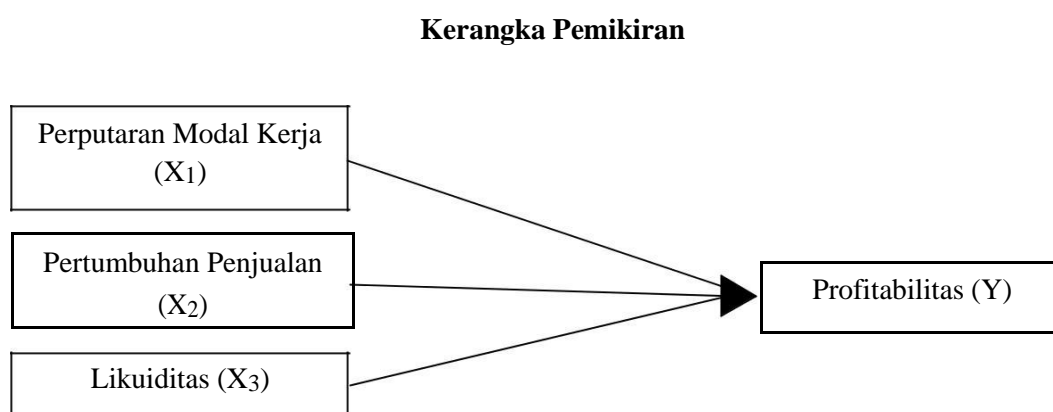 Kerangka Pemikiran
Perputaran Modal Kerja
(X1)
Pertumbuhan Penjualan
(X2)
Likuiditas (X3)
Profitabilitas (Y)